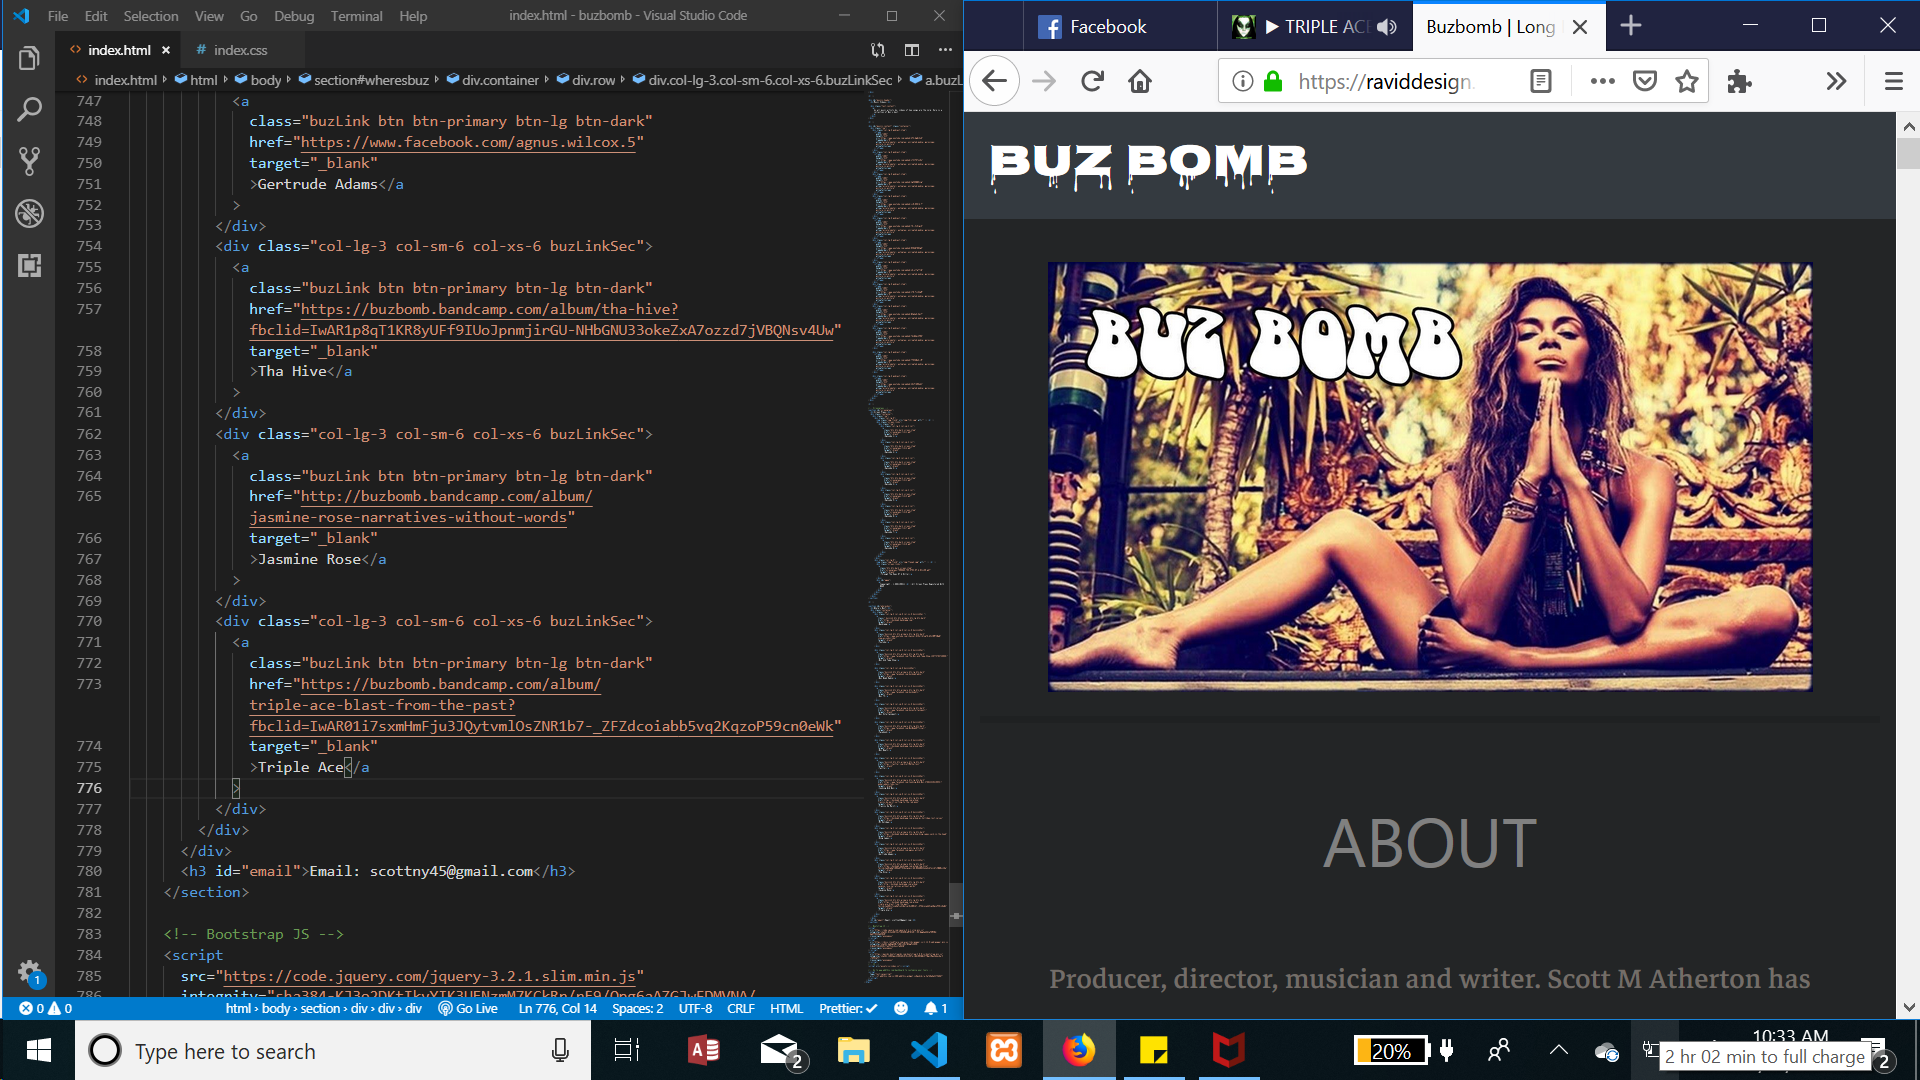 File Edit Selection View Go Debug Terminal Help
index.html - buzbomb - Visual Studio Code
index.html
# index.css
index.html › html › body › section#wheresbuz › div.container › div.row › div.col-lg-3.col-sm-6.col-xs-6.buzLinkSec › a.buzL
747 <a
748 class="buzLink btn btn-primary btn-lg btn-dark"
749 href="https://www.facebook.com/agnus.wilcox.5"
750 target="_blank"
751 >Gertrude Adams</a
752 >
753 </div>
754 <div class="col-lg-3 col-sm-6 col-xs-6 buzLinkSec">
755 <a
756 class="buzLink btn btn-primary btn-lg btn-dark"
757 href="https://buzbomb.bandcamp.com/album/tha-hive?
fbclid=IwAR1p8qT1KR8yUFf9IUoJpnmjirGU-NHbGNU33okeZxA7ozzd7jVBQNsv4Uw"
758 target="_blank"
759 >Tha Hive</a
760 >
761 </div>
762 <div class="col-lg-3 col-sm-6 col-xs-6 buzLinkSec">
763 <a
764 class="buzLink btn btn-primary btn-lg btn-dark"
765 href="http://buzbomb.bandcamp.com/album/
jasmine-rose-narratives-without-words"
766 target="_blank"
767 >Jasmine Rose</a
768 >
769 </div>
770 <div class="col-lg-3 col-sm-6 col-xs-6 buzLinkSec">
771 <a
772 class="buzLink btn btn-primary btn-lg btn-dark"
773 href="https://buzbomb.bandcamp.com/album/
triple-ace-blast-from-the-past?
fbclid=IwAR01i7sxmHmFju3JQytvmlOsZNR1b7-_ZFZdcoiabb5vq2KqzoP59cn0eWk"
774 target="_blank"
775 >Triple Ace</a
776 >
777 </div>
778 </div>
779 </div>
780 <h3 id="email">Email: scottny45@gmail.com</h3>
781 </section>
782
783 <!-- Bootstrap JS -->
784 <script
785 src="https://code.jquery.com/jquery-3.2.1.slim.min.js"
786
1
0 0 html › body › section › div › div › div Go Live Ln 776, Col 14 Spaces: 2 UTF-8 CRLF HTML Prettier: ✓ 1
Facebook
TRIPLE ACE
Buzbomb | Long
https://raviddesign.
BUZ BOMB
BUZ BOMB
ABOUT
Producer, director, musician and writer. Scott M Atherton has
Type here to search
2
20%
10:33 AM
2 hr 02 min to full charge
2